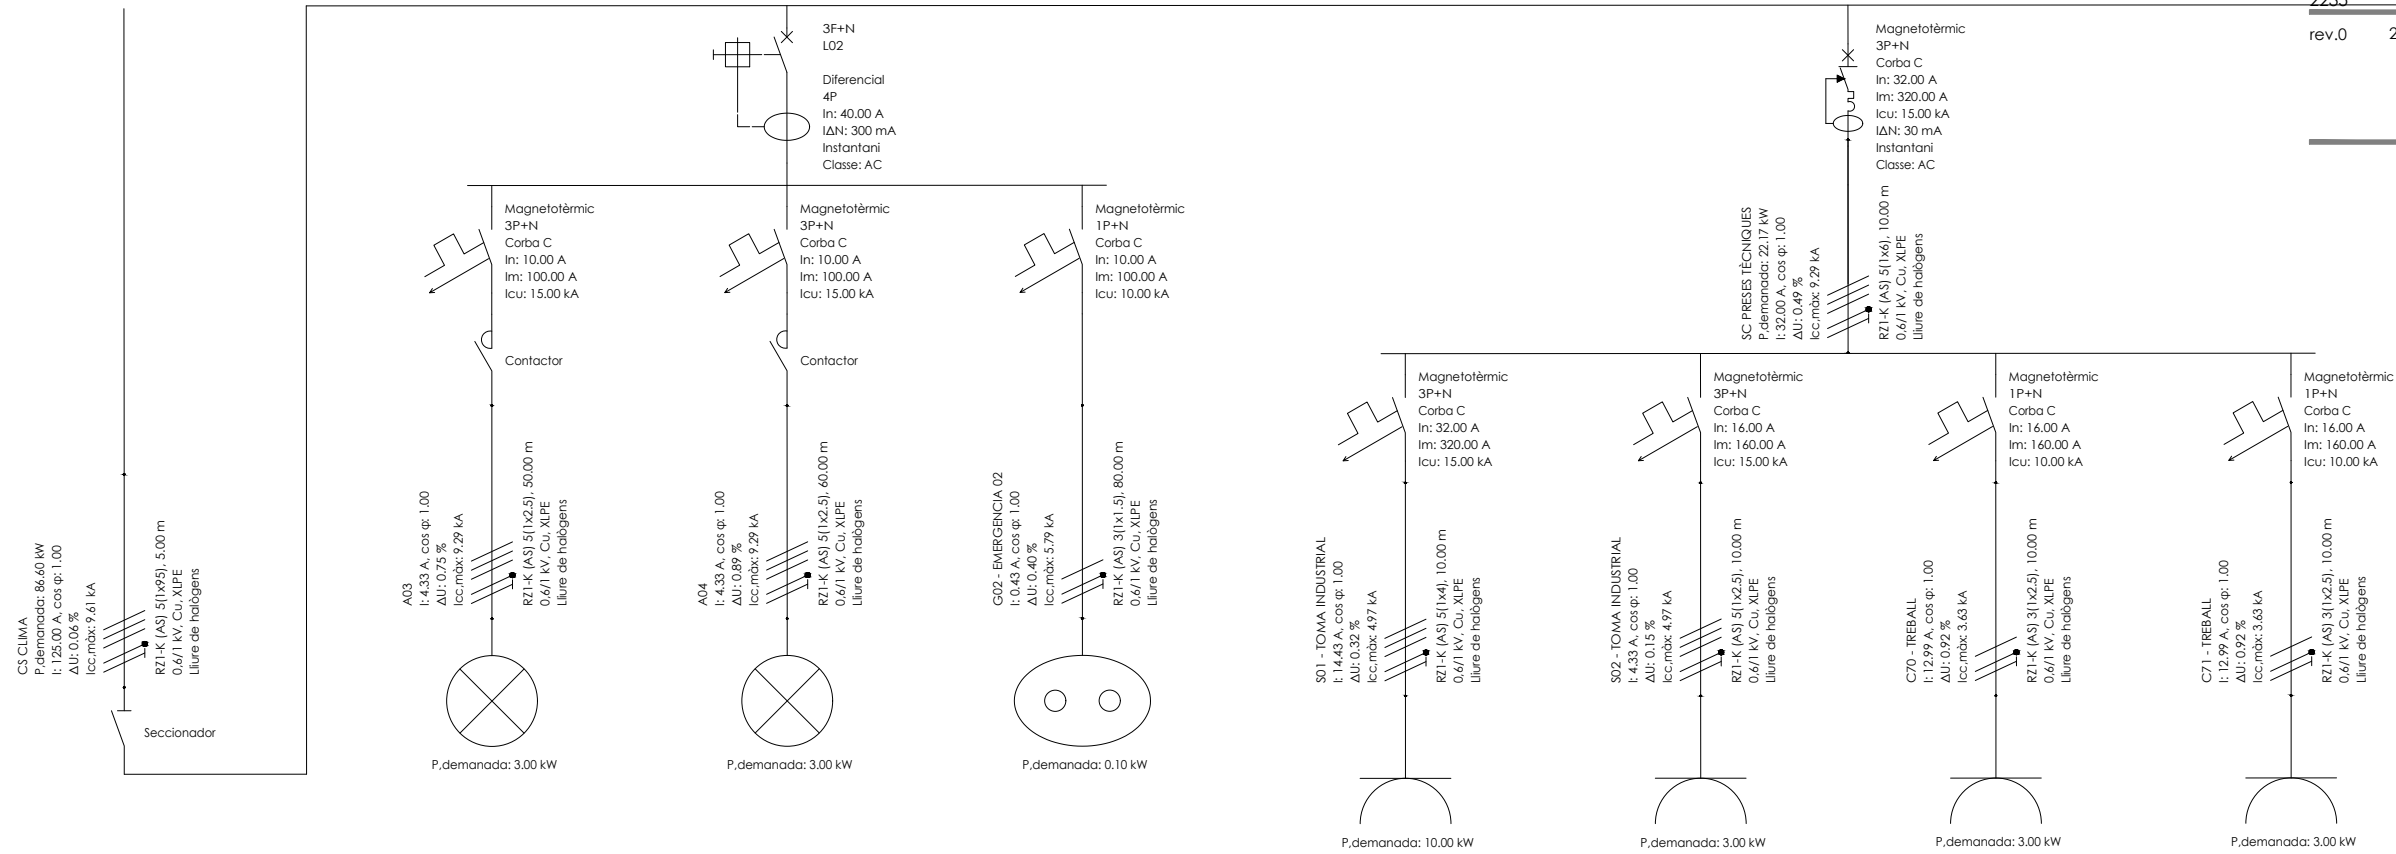 2255
rev.0
2
3F+N
L02
Diferencial
4P
In: 40.00 A
IΔN: 300 mA
Instantani
Classe: AC
Magnetotèrmic
3P+N
Corba C
In: 32.00 A
Im: 320.00 A
Icu: 15.00 kA
IΔN: 30 mA
Instantani
Classe: AC
Magnetotèrmic
3P+N
Corba C
In: 10.00 A
Im: 100.00 A
Icu: 15.00 kA
Contactor
Magnetotèrmic
3P+N
Corba C
In: 10.00 A
Im: 100.00 A
Icu: 15.00 kA
Contactor
Magnetotèrmic
1P+N
Corba C
In: 10.00 A
Im: 100.00 A
Icu: 10.00 kA
SC PRESES TÈCNIQUES
P,demanada: 22.17 kW
I: 32.00 A, cos φ: 1.00
ΔU: 0.49 %
Icc,màx: 9.29 kA
RZ1-K (AS) 5(1x6), 10.00 m
0,6/1 kV, Cu, XLPE
Lliure de halògens
Magnetotèrmic
3P+N
Corba C
In: 32.00 A
Im: 320.00 A
Icu: 15.00 kA
Magnetotèrmic
3P+N
Corba C
In: 16.00 A
Im: 160.00 A
Icu: 15.00 kA
Magnetotèrmic
1P+N
Corba C
In: 16.00 A
Im: 160.00 A
Icu: 10.00 kA
Magnetotèrmic
1P+N
Corba C
In: 16.00 A
Im: 160.00 A
Icu: 10.00 kA
CS CLIMA
P,demanada: 86.60 kW
I: 125.00 A, cos φ: 1.00
ΔU: 0.06 %
Icc,màx: 9.61 kA
RZ1-K (AS) 5(1x95), 5.00 m
0,6/1 kV, Cu, XLPE
Lliure de halògens
Seccionador
A03
I: 4.33 A, cos φ: 1.00
ΔU: 0.75 %
Icc,màx: 9.29 kA
RZ1-K (AS) 5(1x2.5), 50.00 m
0,6/1 kV, Cu, XLPE
Lliure de halògens
P,demanada: 3.00 kW
A04
I: 4.33 A, cos φ: 1.00
ΔU: 0.89 %
Icc,màx: 9.29 kA
RZ1-K (AS) 5(1x2.5), 60.00 m
0,6/1 kV, Cu, XLPE
Lliure de halògens
P,demanada: 3.00 kW
G02 - EMERGENCIA 02
I: 0.43 A, cos φ: 1.00
ΔU: 0.40 %
Icc,màx: 5.79 kA
RZ1-K (AS) 3(1x1.5), 80.00 m
0,6/1 kV, Cu, XLPE
Lliure de halògens
P,demanada: 0.10 kW
S01 - TOMA INDUSTRIAL
I: 14.43 A, cos φ: 1.00
ΔU: 0.32 %
Icc,màx: 4.97 kA
RZ1-K (AS) 5(1x4), 10.00 m
0,6/1 kV, Cu, XLPE
Lliure de halògens
P,demanada: 10.00 kW
S02 - TOMA INDUSTRIAL
I: 4.33 A, cos φ: 1.00
ΔU: 0.15 %
Icc,màx: 4.97 kA
RZ1-K (AS) 5(1x2.5), 10.00 m
0,6/1 kV, Cu, XLPE
Lliure de halògens
P,demanada: 3.00 kW
C70 - TREBALL
I: 12.99 A, cos φ: 1.00
ΔU: 0.92 %
Icc,màx: 3.63 kA
RZ1-K (AS) 3(1x2.5), 10.00 m
0,6/1 kV, Cu, XLPE
Lliure de halògens
P,demanada: 3.00 kW
C71 - TREBALL
I: 12.99 A, cos φ: 1.00
ΔU: 0.92 %
Icc,màx: 3.63 kA
RZ1-K (AS) 3(1x2.5), 10.00 m
0,6/1 kV, Cu, XLPE
Lliure de halògens
P,demanada: 3.00 kW